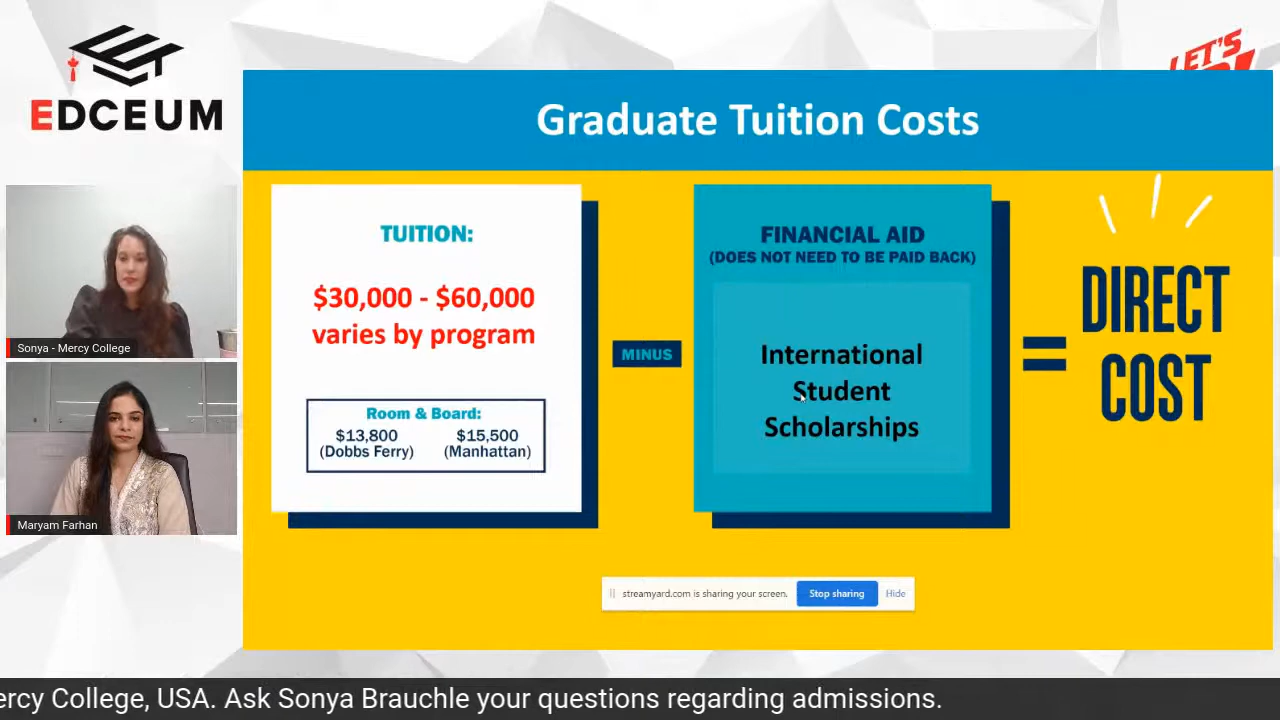 EDCEUM
LET'S
Graduate Tuition Costs
TUITION:
$30,000 - $60,000
varies by program
Room & Board:
$13,800
(Dobbs Ferry)
$15,500
(Manhattan)
MINUS
FINANCIAL AID
(DOES NOT NEED TO BE PAID BACK)
International
Student
Scholarships
=
DIRECT
COST
Sonya - Mercy College
Maryam Farhan
streamyard.com is sharing your screen.
Stop sharing
Hide
ercy College, USA. Ask Sonya Brauchle your questions regarding admissions.